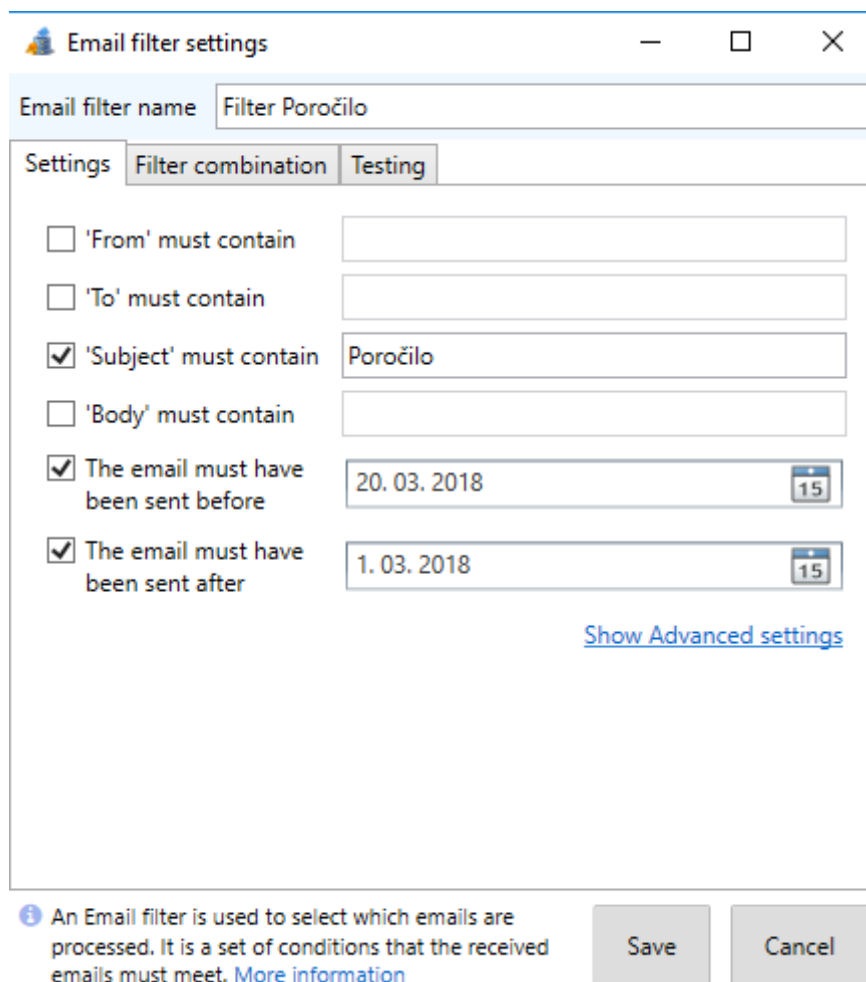 Email filter settings
Email filter name Filter Poročilo
Settings Filter combination Testing
'From' must contain
'To' must contain
'Subject' must contain Poročilo
'Body' must contain
The email must have
been sent before
20. 03. 2018 15
The email must have
been sent after
1. 03. 2018 15
Show Advanced settings
An Email filter is used to select which emails are
processed. It is a set of conditions that the received
emails must meet. More information
Save Cancel